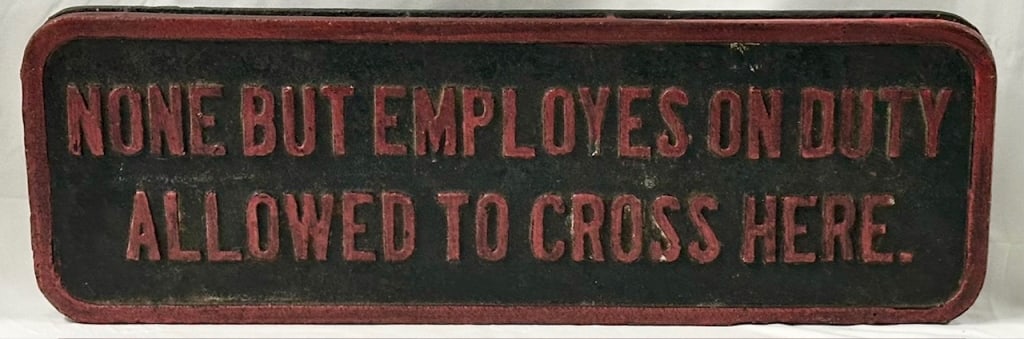 NONE BUT EMPLOYES ON DUTY
ALLOWED TO CROSS HERE.